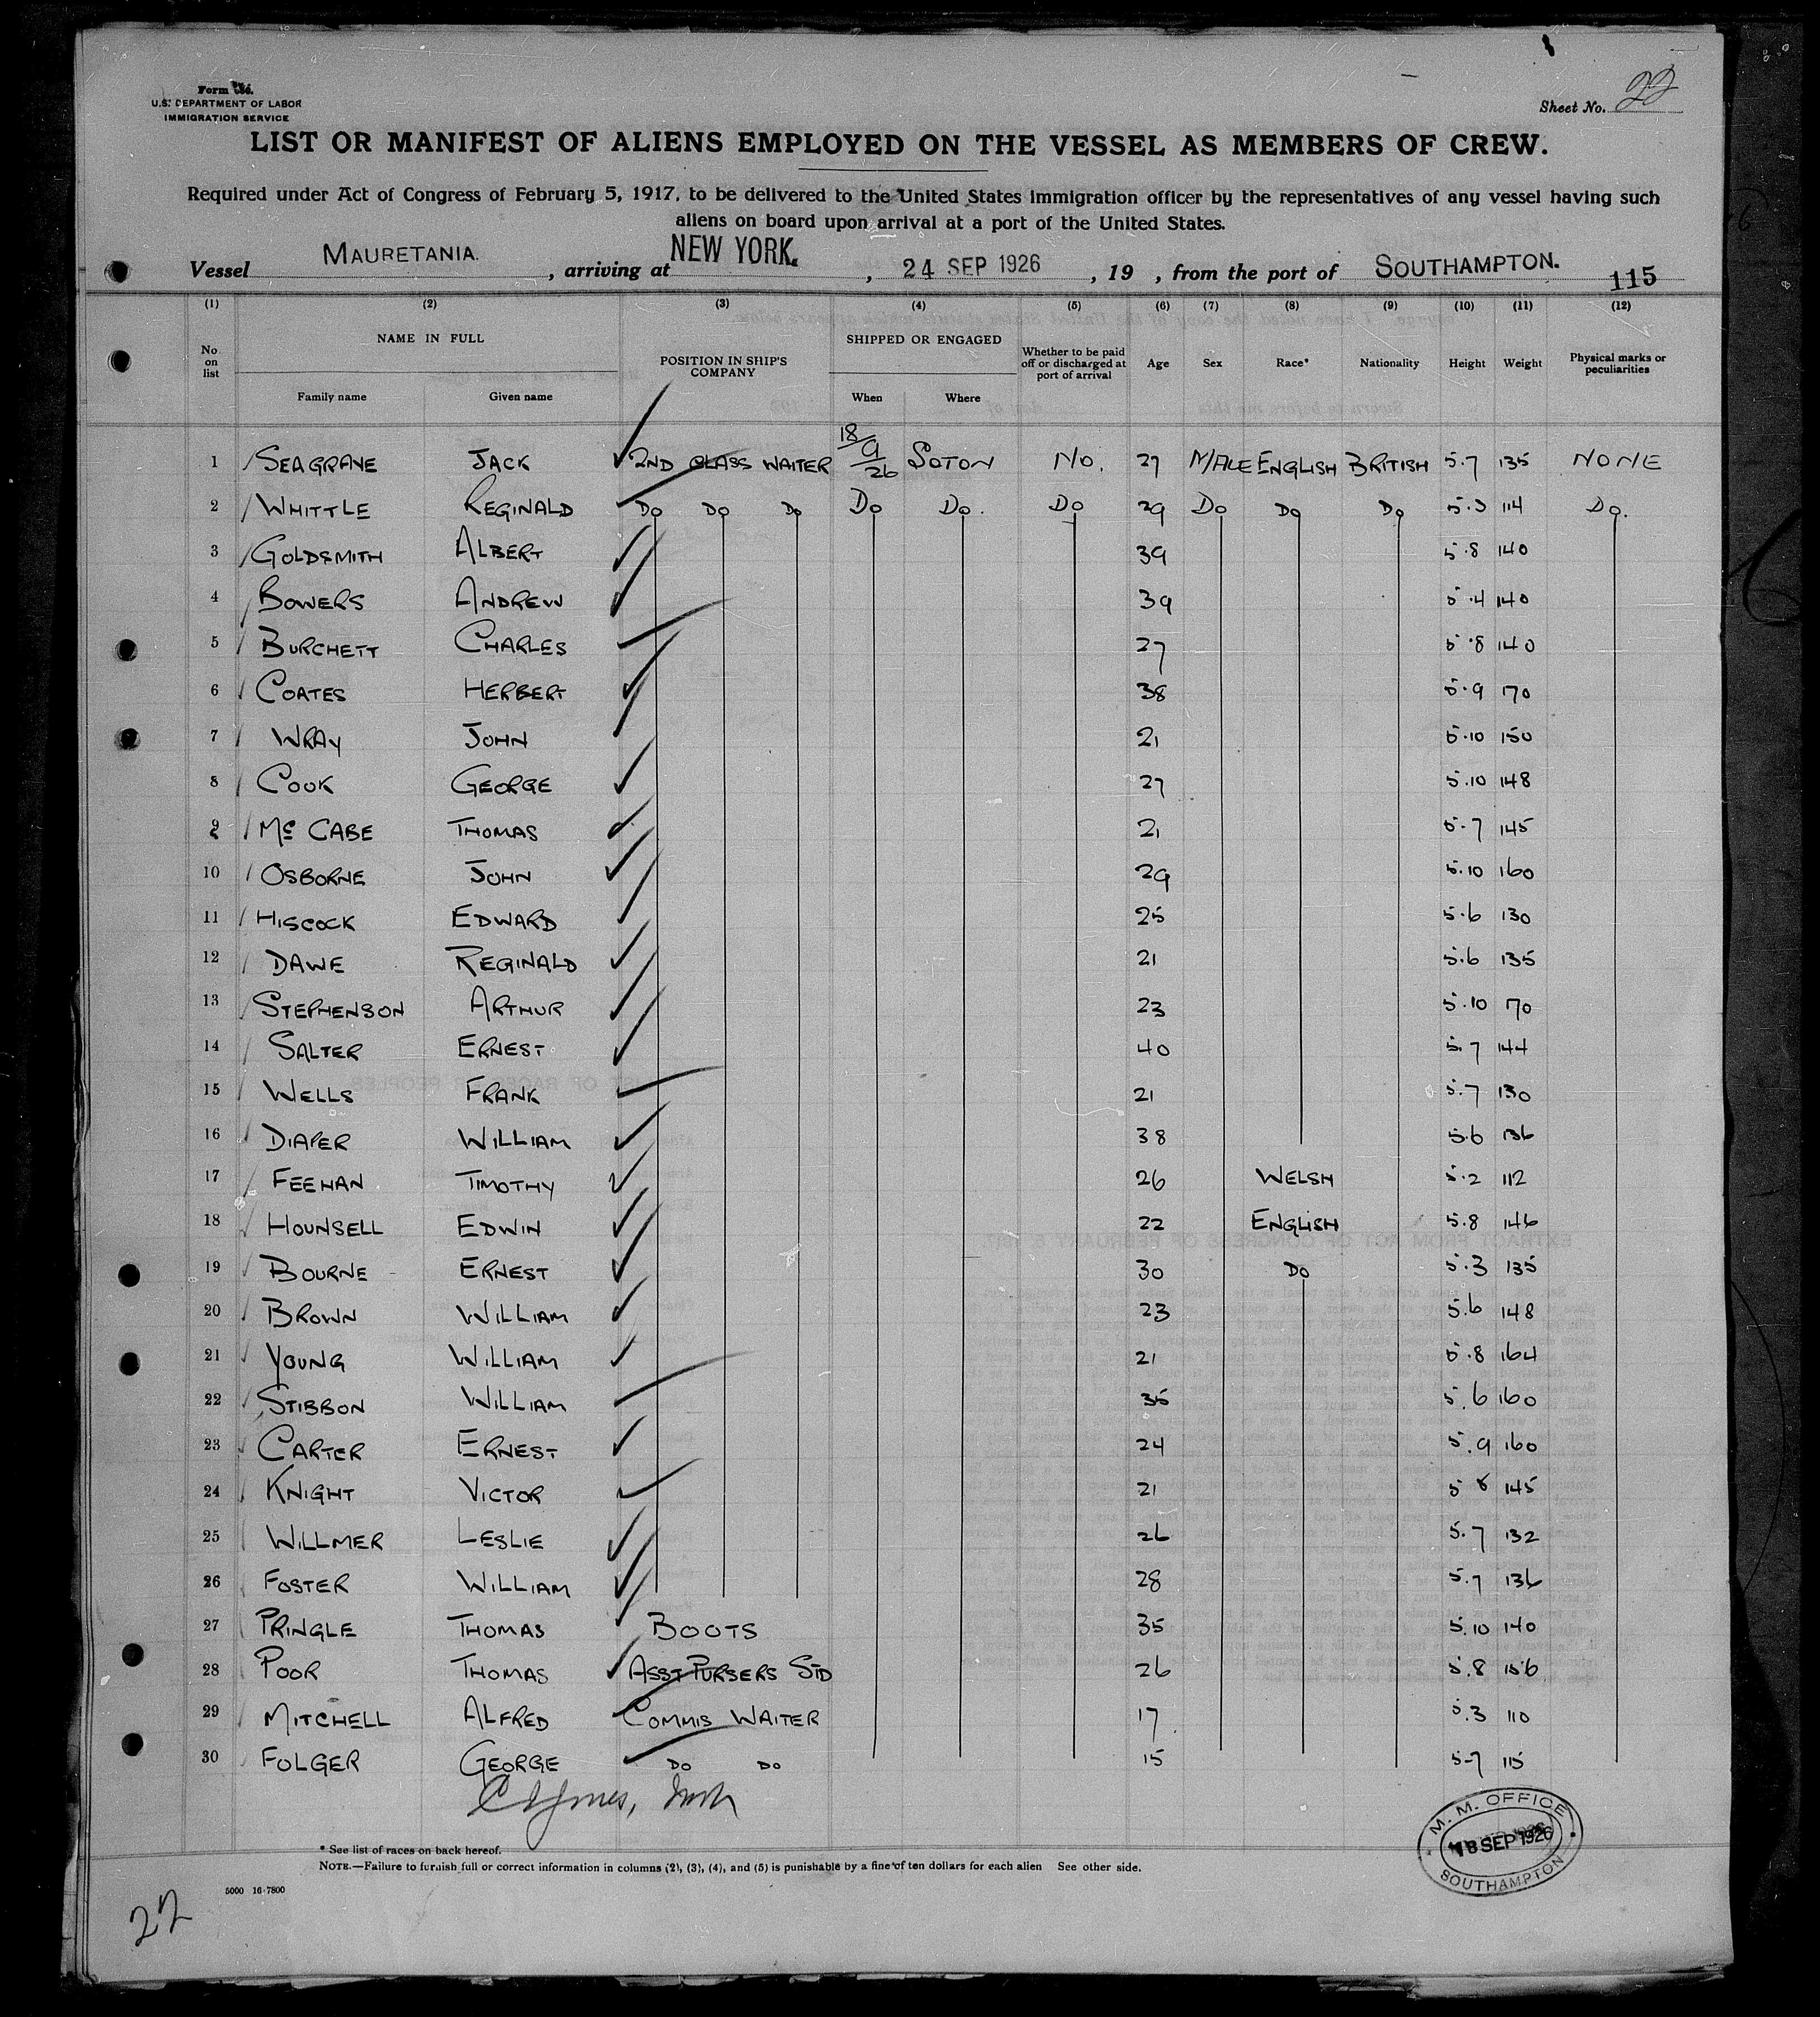 Form
U.S. DEPARTMENT OF LABOR
IMMIGRATION SERVICE
Sheet No. 22
LIST OR MANIFEST OF ALIENS EMPLOYED ON THE VESSEL AS MEMBERS OF CREW.
Required under Act of Congress of February 5, 1917, to be delivered to the United States immigration officer by the representatives of any vessel having such
aliens on board upon arrival at a port of the United States.
Vessel MAURETANIA. , arriving at NEW YORK. , 24 SEP 1926 , 19 , from the port of SOUTHAMPTON.
115
(1) (2) (3) (4) (5) (6) (7) (8) (9) (10) (11) (12)
No on list NAME IN FULL Family name Given name POSITION IN SHIP'S COMPANY SHIPPED OR ENGAGED When Where Whether to be paid off or discharged at port of arrival Age Sex Race* Nationality Height Weight Physical marks or peculiarities
1 SEAGRAVE JACK 2ND CLASS WAITER 18/9/26 SOTON NO. 27 MALE ENGLISH BRITISH 5.7 135 NONE
2 WHITTLE REGINALD DO DO DO DO DO. DO 29 DO DO DO 5.3 114 DO.
3 GOLDSMITH ALBERT 39 5.8 140
4 BOWERS ANDREW 39 5.4 140
5 BURCHETT CHARLES 27 5.8 140
6 COATES HERBERT 38 5.9 170
7 WRAY JOHN 21 5.10 150
8 COOK GEORGE 27 5.10 148
9 Mc CABE THOMAS 21 5.7 145
10 OSBORNE JOHN 29 5.10 160
11 HISCOCK EDWARD 25 5.6 130
12 DAWE REGINALD 21 5.6 135
13 STEPHENSON ARTHUR 23 5.10 170
14 SALTER ERNEST 40 5.7 144
15 WELLS FRANK 21 5.7 130
16 DIAPER WILLIAM 38 5.6 136
17 FEEHAN TIMOTHY 26 WELSH 5.2 112
18 HOUNSELL EDWIN 22 ENGLISH 5.8 146
19 BOURNE ERNEST 30 DO 5.3 135
20 BROWN WILLIAM 23 5.6 148
21 YOUNG WILLIAM 21 5.8 164
22 STIBBON WILLIAM 35 5.6 160
23 CARTER ERNEST 24 5.9 160
24 KNIGHT VICTOR 21 5 8 145
25 WILLMER LESLIE 26 5.7 132
26 FOSTER WILLIAM 28 5.7 136
27 PRINGLE THOMAS BOOTS 35 5.10 140
28 POOR THOMAS ASST PURSERS STD 26 5.8 156
29 MITCHELL ALFRED COMMIS WAITER 17 5.3 110
30 FOLGER GEORGE DO DO 15 5.7 115
M. M. OFFICE
18 SEP 1926
SOUTHAMPTON
* See list of races on back hereof.
NOTE.—Failure to furnish full or correct information in columns (2), (3), (4), and (5) is punishable by a fine of ten dollars for each alien See other side.
5000 16-7800
22